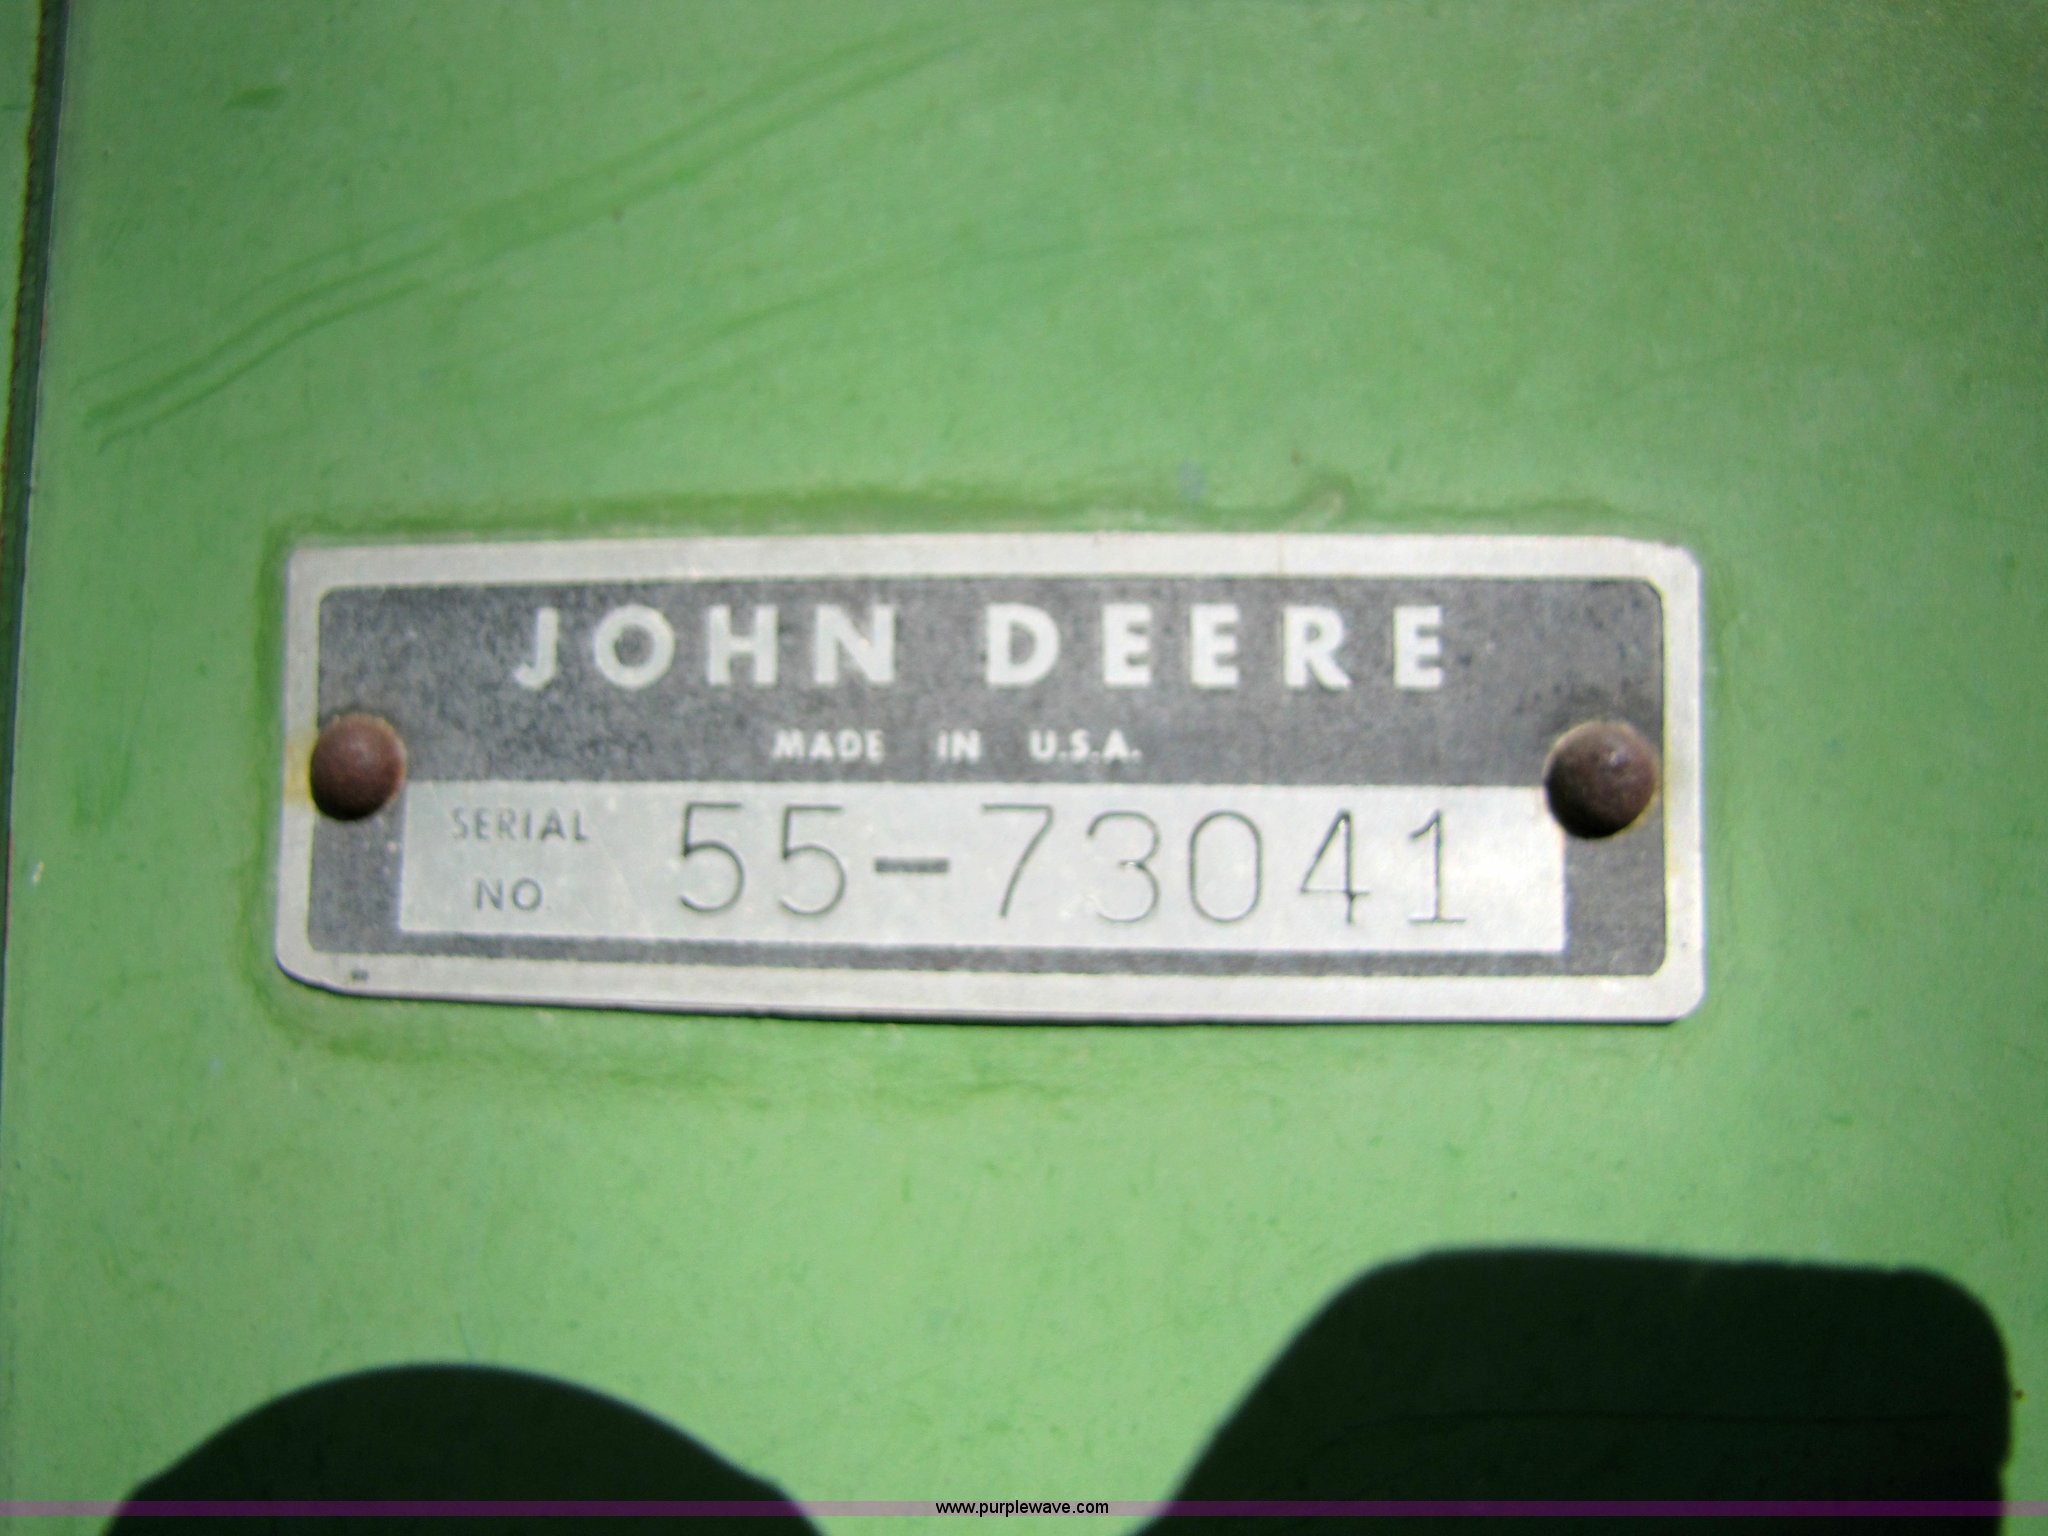 JOHN DEERE
MADE IN U.S.A.
SERIAL NO 55-73041
www.purplewave.com